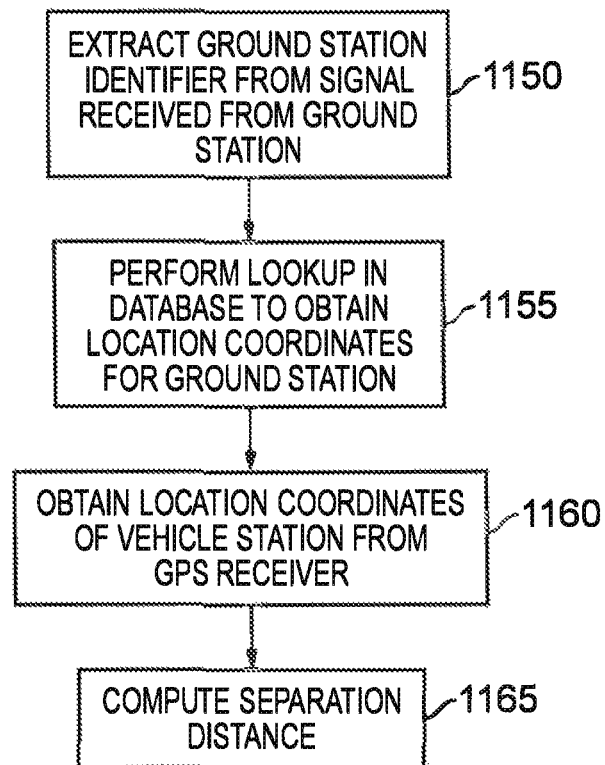 EXTRACT GROUND STATION
IDENTIFIER FROM SIGNAL
RECEIVED FROM GROUND
STATION
1150
PERFORM LOOKUP IN
DATABASE TO OBTAIN
LOCATION COORDINATES
FOR GROUND STATION
1155
OBTAIN LOCATION COORDINATES
OF VEHICLE STATION FROM
GPS RECEIVER
1160
COMPUTE SEPARATION
DISTANCE
1165